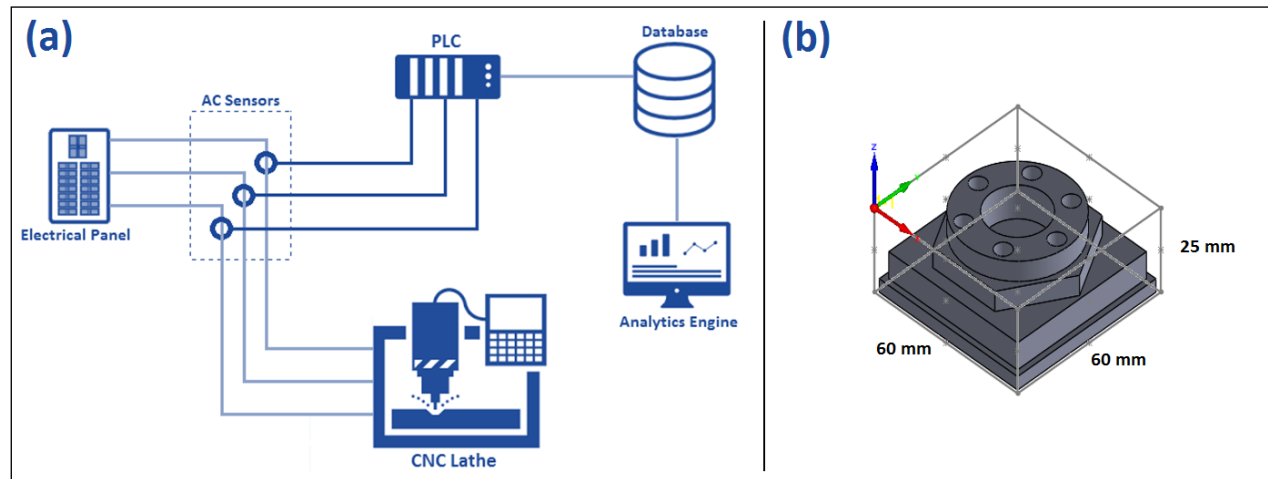 (a)
PLC
Database
AC Sensors
Electrical Panel
Analytics Engine
CNC Lathe
(b)
z
25 mm
60 mm
60 mm